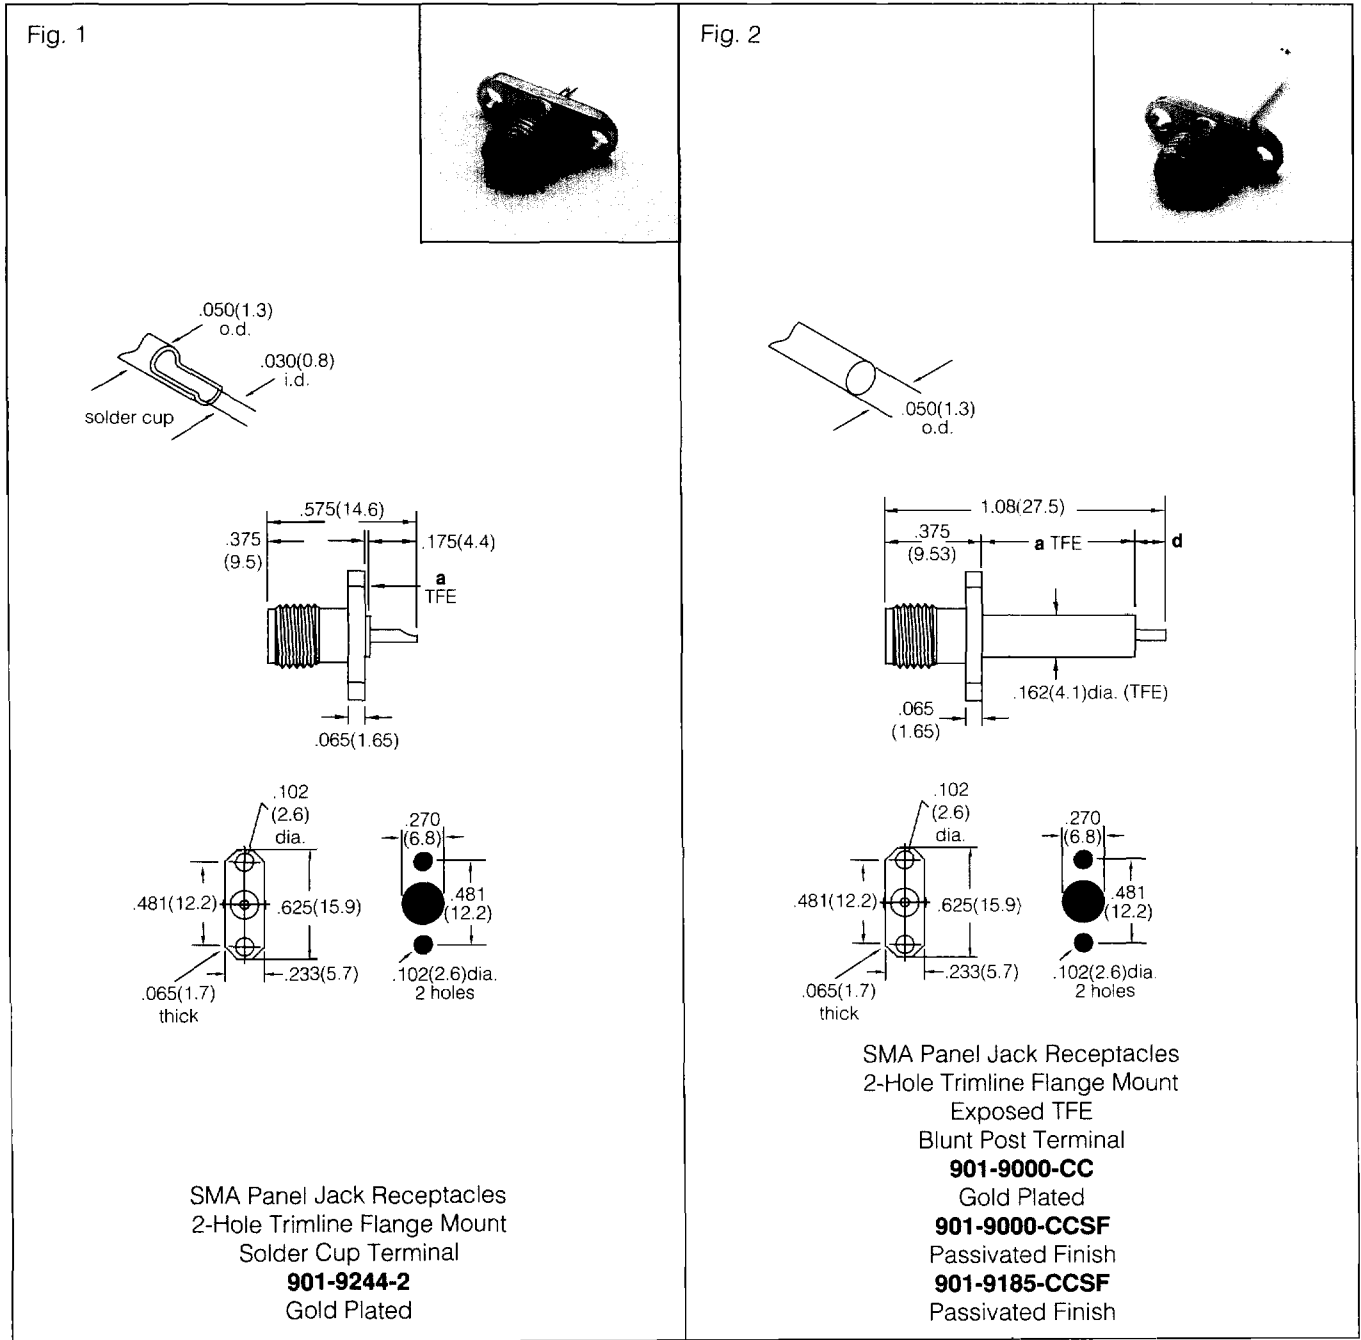 Fig. 1
.050(1.3)
o.d.
.030(0.8)
i.d.
solder cup
.575(14.6)
.375
(9.5)
.175(4.4)
a
TFE
.065(1.65)
.102
(2.6)
dia.
.270
(6.8)
.481(12.2)
.625(15.9)
.481
(12.2)
.065(1.7)
thick
.233(5.7)
.102(2.6)dia.
2 holes
SMA Panel Jack Receptacles
2-Hole Trimline Flange Mount
Solder Cup Terminal
901-9244-2
Gold Plated
Fig. 2
.050(1.3)
o.d.
1.08(27.5)
.375
(9.53)
a TFE
d
.162(4.1)dia. (TFE)
.065
(1.65)
.102
(2.6)
dia.
.270
(6.8)
.481(12.2)
.625(15.9)
.481
(12.2)
.065(1.7)
thick
.233(5.7)
.102(2.6)dia.
2 holes
SMA Panel Jack Receptacles
2-Hole Trimline Flange Mount
Exposed TFE
Blunt Post Terminal
901-9000-CC
Gold Plated
901-9000-CCSF
Passivated Finish
901-9185-CCSF
Passivated Finish